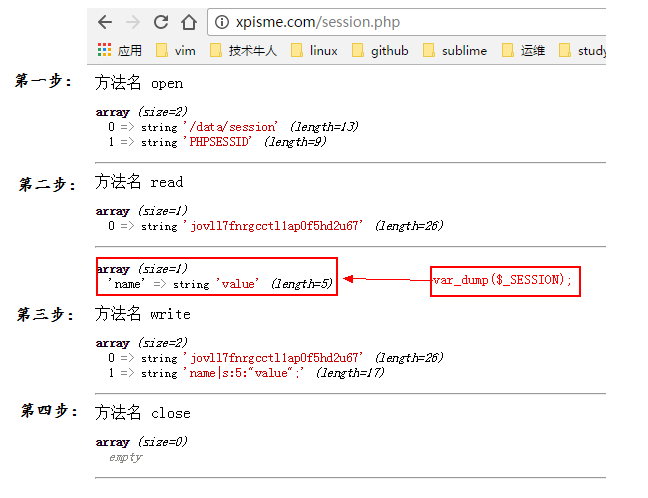 xpisme.com/session.php
应用 vim 技术牛人 linux github sublime 运维 study
第一步： 方法名 open
array (size=2)
0 => string '/data/session' (length=13)
1 => string 'PHPSESSID' (length=9)
第二步： 方法名 read
array (size=1)
0 => string 'jovll7fnrgcctl1ap0f5hd2u67' (length=26)
array (size=1)
'name' => string 'value' (length=5)
var_dump($_SESSION);
第三步： 方法名 write
array (size=2)
0 => string 'jovll7fnrgcctl1ap0f5hd2u67' (length=26)
1 => string 'name|s:5:"value";' (length=17)
第四步： 方法名 close
array (size=0)
empty